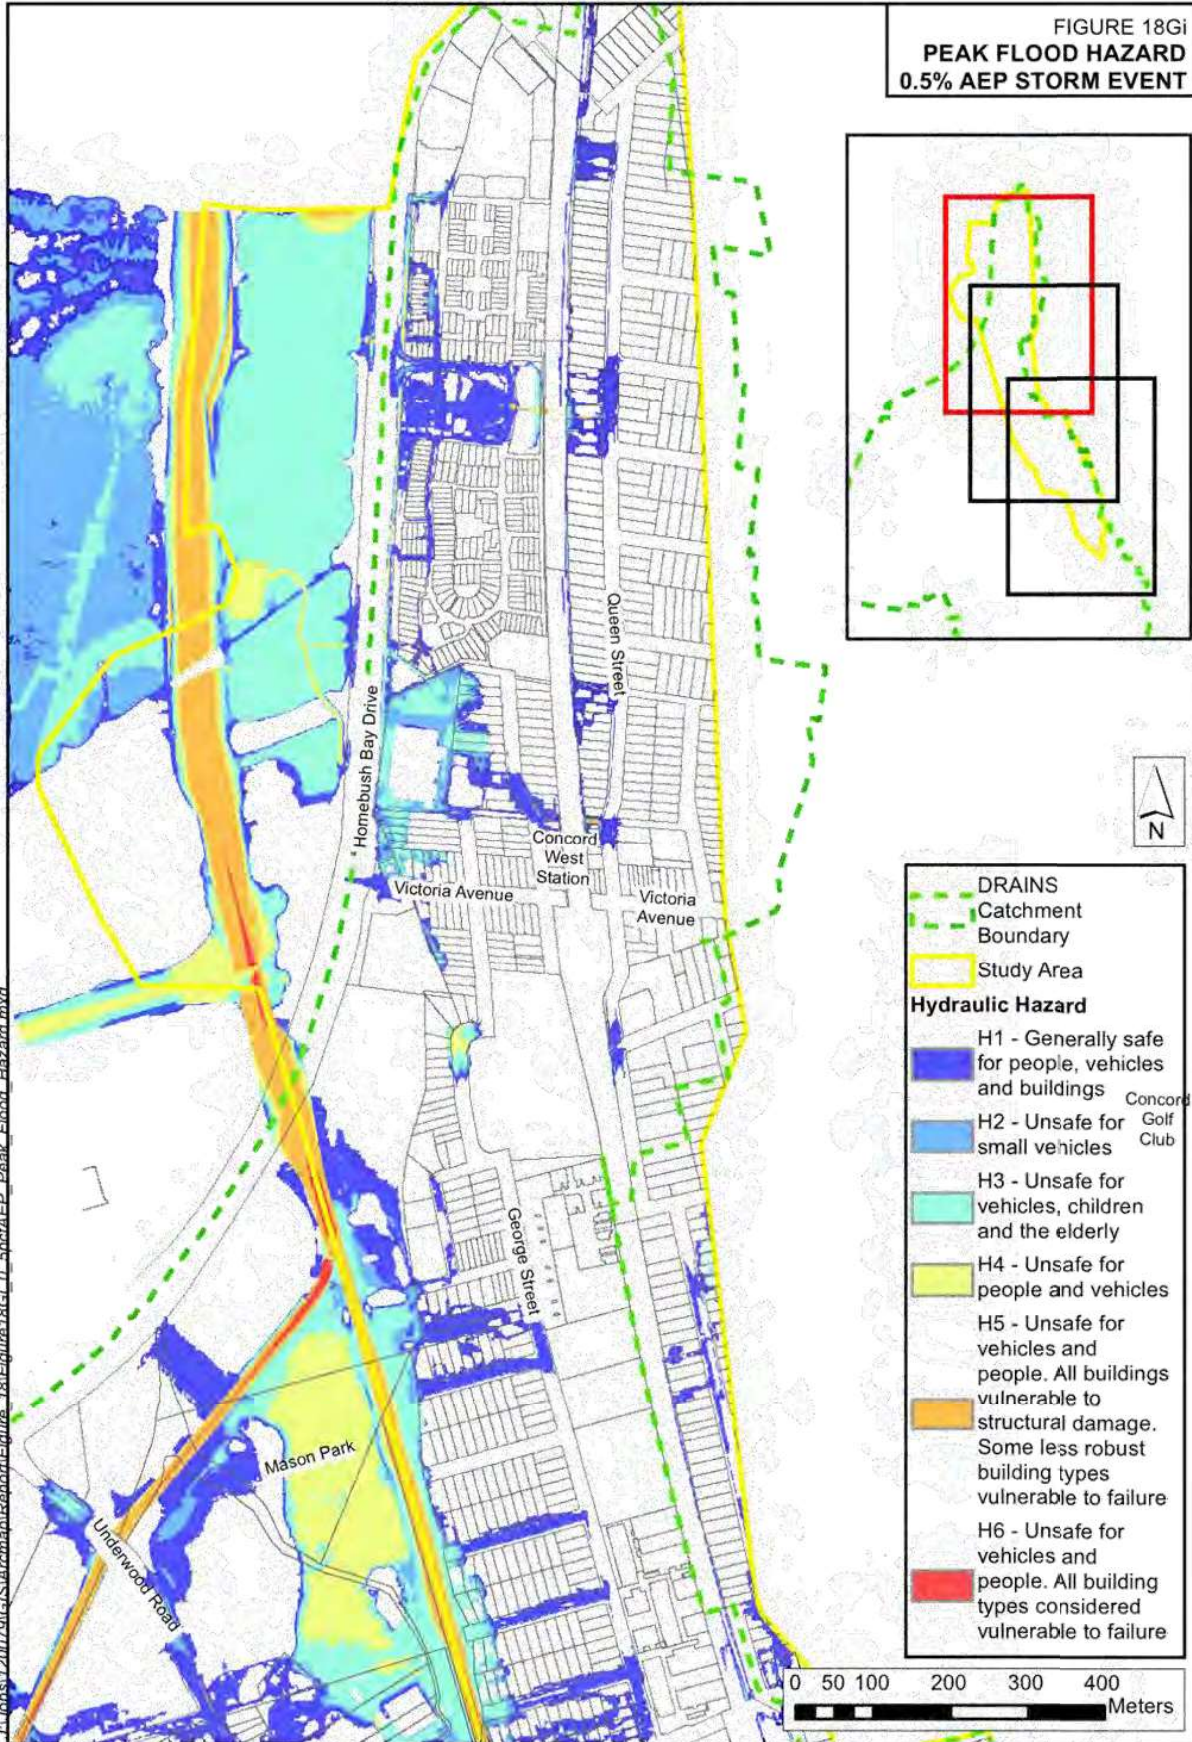 FIGURE 18Gi
PEAK FLOOD HAZARD
0.5% AEP STORM EVENT
Queen Street
Homebush Bay Drive
Concord
West
Station
Victoria Avenue
Victoria
Avenue
George Street
Mason Park
Underwood Road
N
DRAINS
Catchment
Boundary
Study Area
Hydraulic Hazard
H1 - Generally safe
for people, vehicles
and buildings
Concord
Golf
Club
H2 - Unsafe for
small vehicles
H3 - Unsafe for
vehicles, children
and the elderly
H4 - Unsafe for
people and vehicles
H5 - Unsafe for
vehicles and
people. All buildings
vulnerable to
structural damage.
Some less robust
building types
vulnerable to failure
H6 - Unsafe for
vehicles and
people. All building
types considered
vulnerable to failure
0 50 100 200 300 400
Meters